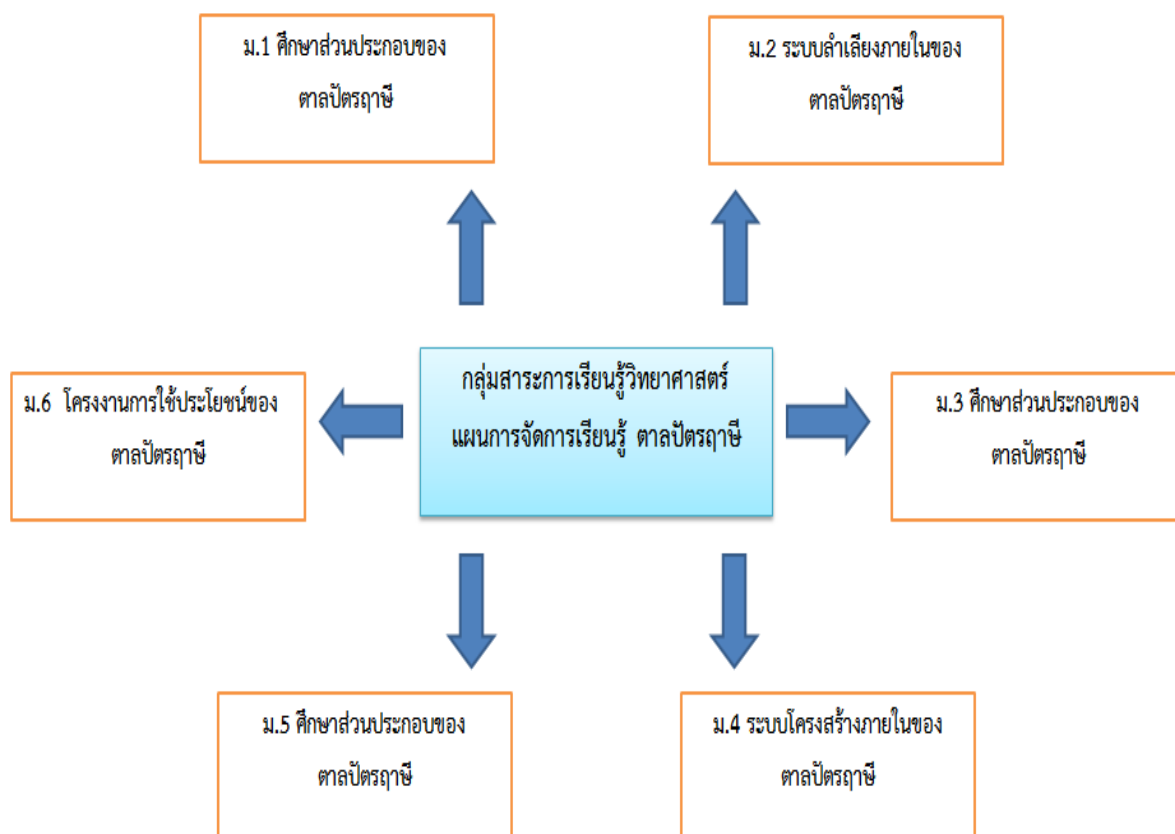 ม.1 ศึกษาส่วนประกอบของ
ตาลปัตรฤาษี
ม.2 ระบบลำเลียงภายในของ
ตาลปัตรฤาษี
กลุ่มสาระการเรียนรู้วิทยาศาสตร์
แผนการจัดการเรียนรู้ ตาลปัตรฤาษี
ม.6 โครงงานการใช้ประโยชน์ของ
ตาลปัตรฤาษี
ม.3 ศึกษาส่วนประกอบของ
ตาลปัตรฤาษี
ม.5 ศึกษาส่วนประกอบของ
ตาลปัตรฤาษี
ม.4 ระบบโครงสร้างภายในของ
ตาลปัตรฤาษี